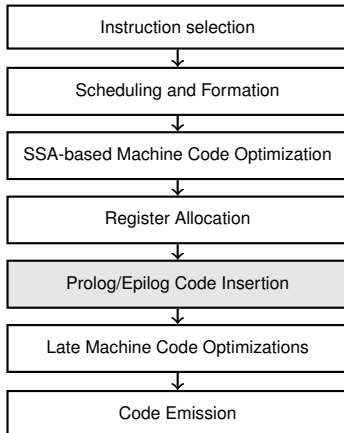 Instruction selection
Scheduling and Formation
SSA-based Machine Code Optimization
Register Allocation
Prolog/Epilog Code Insertion
Late Machine Code Optimizations
Code Emission